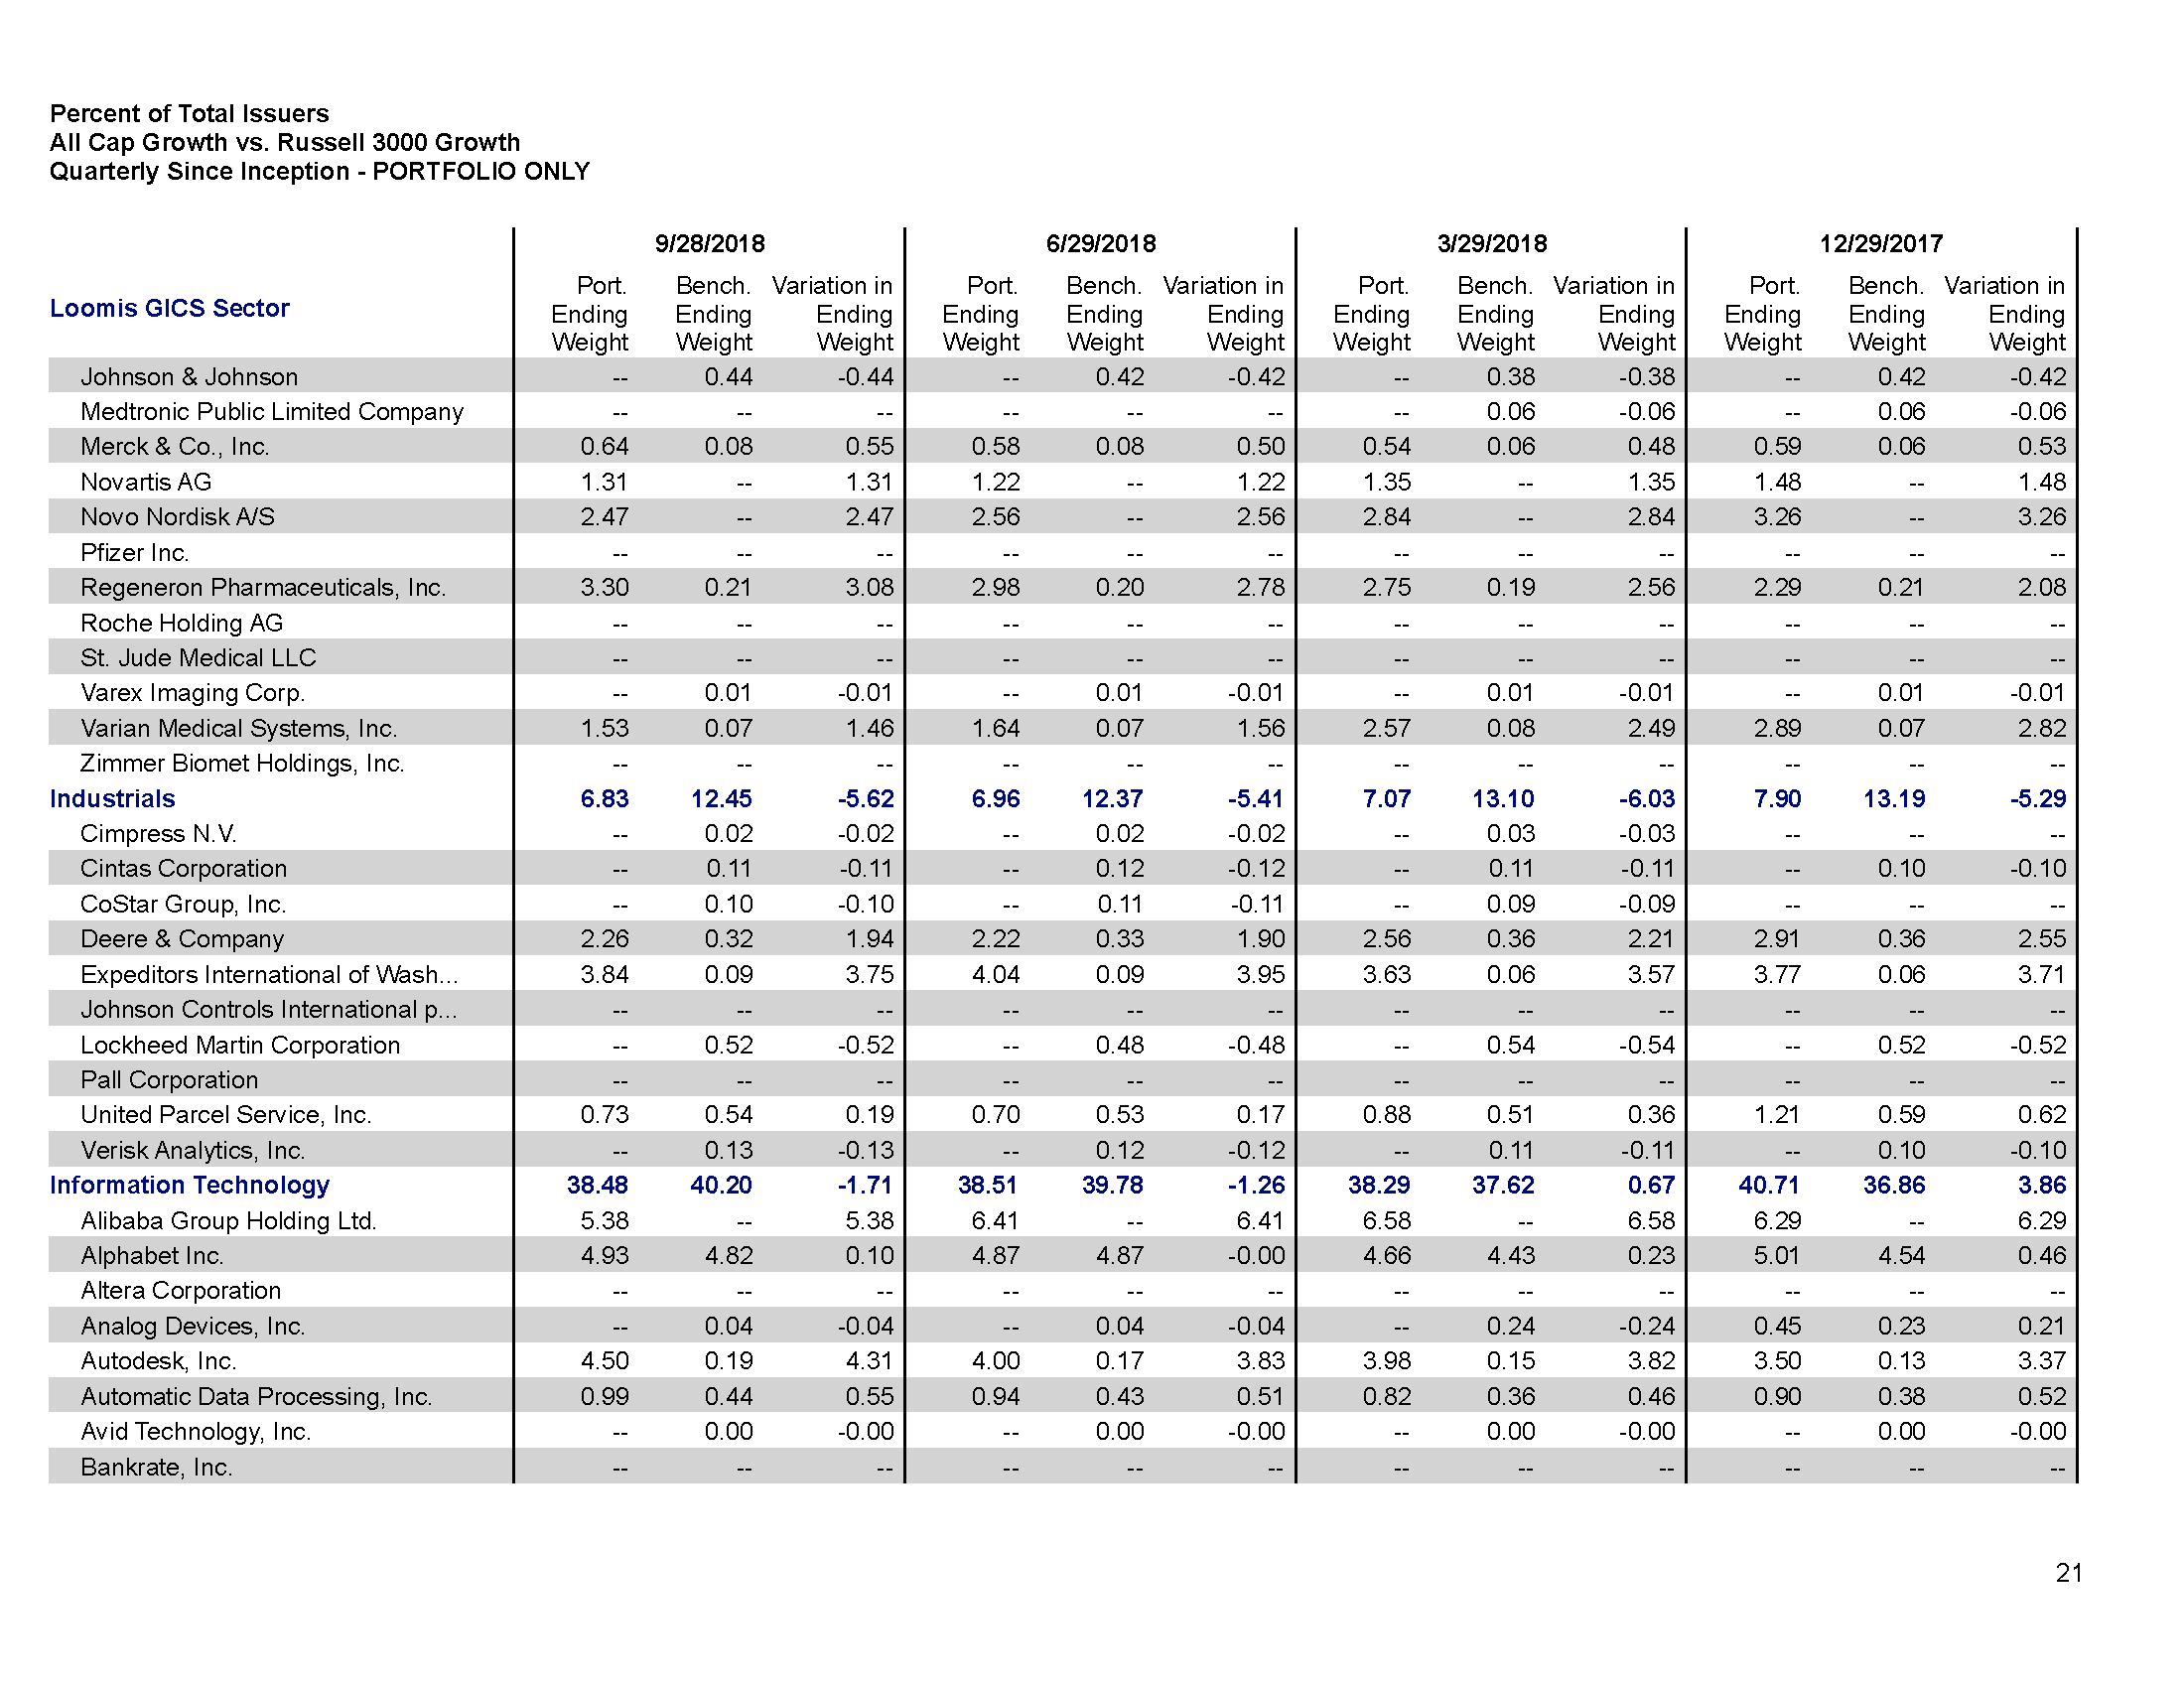 Percent of Total Issuers
All Cap Growth vs. Russell 3000 Growth
Quarterly Since Inception - PORTFOLIO ONLY
9/28/2018 6/29/2018 3/29/2018 12/29/2017
Port. Bench. Variation in Port. Bench. Variation in Port. Bench. Variation in Port. Bench. Variation in
Loomis GICS Sector Ending Ending Ending Ending Ending Ending Ending Ending Ending Ending Ending Ending
Weight Weight Weight Weight Weight Weight Weight Weight Weight Weight Weight Weight
Johnson & Johnson -- 0.44 -0.44 -- 0.42 -0.42 -- 0.38 -0.38 -- 0.42 -0.42
Medtronic Public Limited Company -- -- -- -- -- -- -- 0.06 -0.06 -- 0.06 -0.06
Merck & Co., Inc. 0.64 0.08 0.55 0.58 0.08 0.50 0.54 0.06 0.48 0.59 0.06 0.53
Novartis AG 1.31 -- 1.31 1.22 -- 1.22 1.35 -- 1.35 1.48 -- 1.48
Novo Nordisk A/S 2.47 -- 2.47 2.56 -- 2.56 2.84 -- 2.84 3.26 -- 3.26
Pfizer Inc. -- -- -- -- -- -- -- -- -- -- -- --
Regeneron Pharmaceuticals, Inc. 3.30 0.21 3.08 2.98 0.20 2.78 2.75 0.19 2.56 2.29 0.21 2.08
Roche Holding AG -- -- -- -- -- -- -- -- -- -- -- --
St. Jude Medical LLC -- -- -- -- -- -- -- -- -- -- -- --
Varex Imaging Corp. -- 0.01 -0.01 -- 0.01 -0.01 -- 0.01 -0.01 -- 0.01 -0.01
Varian Medical Systems, Inc. 1.53 0.07 1.46 1.64 0.07 1.56 2.57 0.08 2.49 2.89 0.07 2.82
Zimmer Biomet Holdings, Inc. -- -- -- -- -- -- -- -- -- -- -- --
Industrials 6.83 12.45 -5.62 6.96 12.37 -5.41 7.07 13.10 -6.03 7.90 13.19 -5.29
Cimpress N.V. -- 0.02 -0.02 -- 0.02 -0.02 -- 0.03 -0.03 -- -- --
Cintas Corporation -- 0.11 -0.11 -- 0.12 -0.12 -- 0.11 -0.11 -- 0.10 -0.10
CoStar Group, Inc. -- 0.10 -0.10 -- 0.11 -0.11 -- 0.09 -0.09 -- -- --
Deere & Company 2.26 0.32 1.94 2.22 0.33 1.90 2.56 0.36 2.21 2.91 0.36 2.55
Expeditors International of Wash... 3.84 0.09 3.75 4.04 0.09 3.95 3.63 0.06 3.57 3.77 0.06 3.71
Johnson Controls International p... -- -- -- -- -- -- -- -- -- -- -- --
Lockheed Martin Corporation -- 0.52 -0.52 -- 0.48 -0.48 -- 0.54 -0.54 -- 0.52 -0.52
Pall Corporation -- -- -- -- -- -- -- -- -- -- -- --
United Parcel Service, Inc. 0.73 0.54 0.19 0.70 0.53 0.17 0.88 0.51 0.36 1.21 0.59 0.62
Verisk Analytics, Inc. -- 0.13 -0.13 -- 0.12 -0.12 -- 0.11 -0.11 -- 0.10 -0.10
Information Technology 38.48 40.20 -1.71 38.51 39.78 -1.26 38.29 37.62 0.67 40.71 36.86 3.86
Alibaba Group Holding Ltd. 5.38 -- 5.38 6.41 -- 6.41 6.58 -- 6.58 6.29 -- 6.29
Alphabet Inc. 4.93 4.82 0.10 4.87 4.87 -0.00 4.66 4.43 0.23 5.01 4.54 0.46
Altera Corporation -- -- -- -- -- -- -- -- -- -- -- --
Analog Devices, Inc. -- 0.04 -0.04 -- 0.04 -0.04 -- 0.24 -0.24 0.45 0.23 0.21
Autodesk, Inc. 4.50 0.19 4.31 4.00 0.17 3.83 3.98 0.15 3.82 3.50 0.13 3.37
Automatic Data Processing, Inc. 0.99 0.44 0.55 0.94 0.43 0.51 0.82 0.36 0.46 0.90 0.38 0.52
Avid Technology, Inc. -- 0.00 -0.00 -- 0.00 -0.00 -- 0.00 -0.00 -- 0.00 -0.00
Bankrate, Inc. -- -- -- -- -- -- -- -- -- -- -- --
21